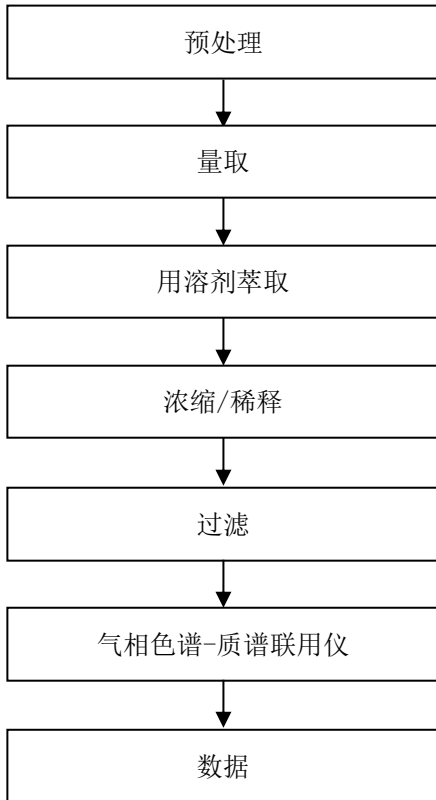 预处理
量取
用溶剂萃取
浓缩/稀释
过滤
气相色谱-质谱联用仪
数据